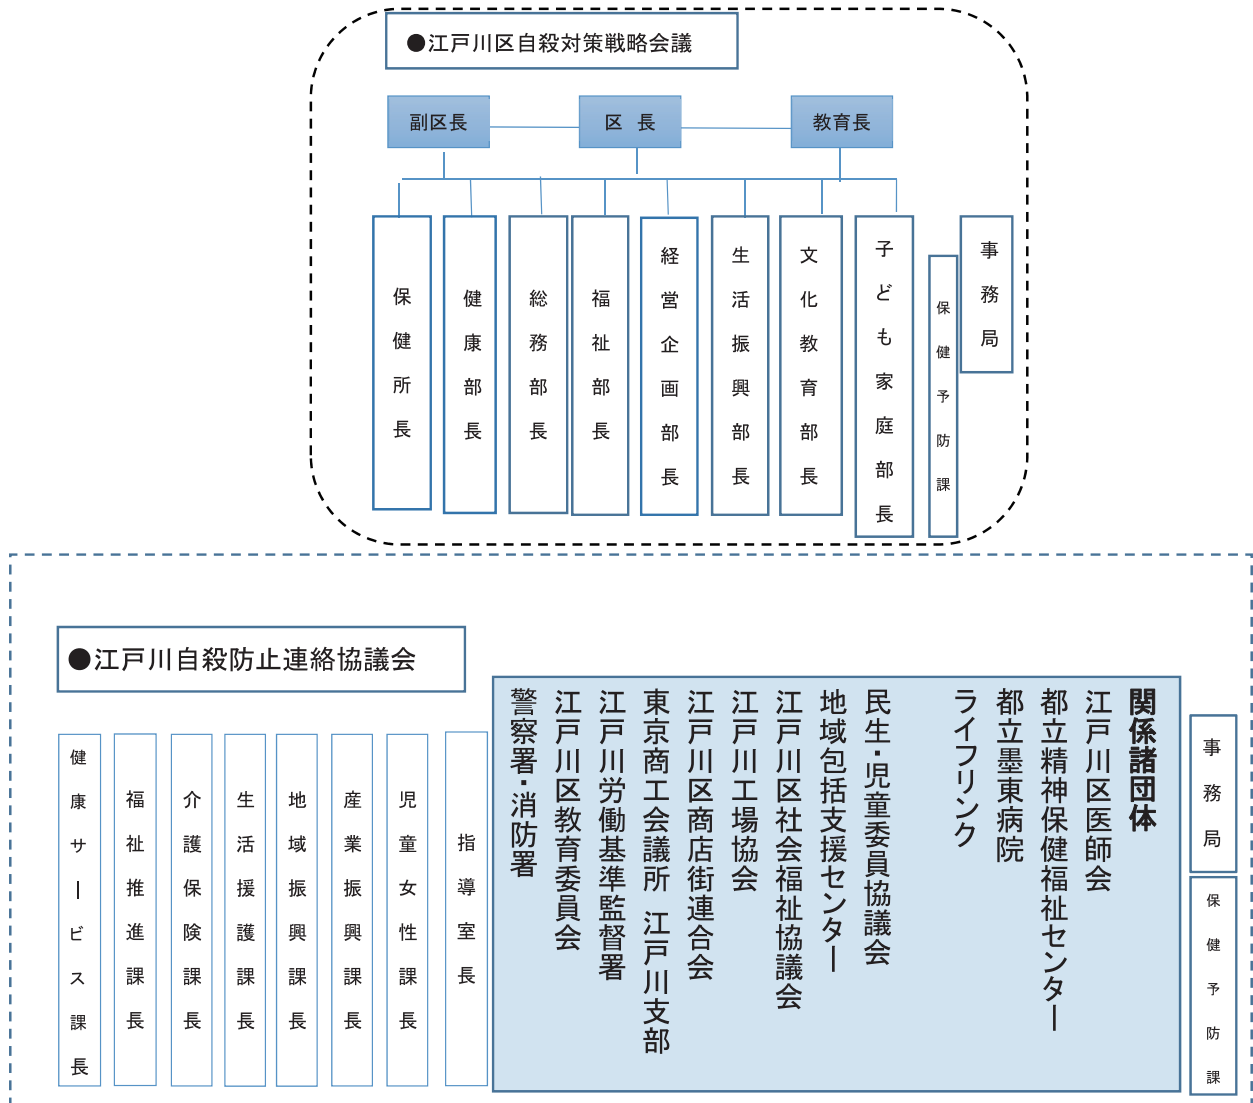 ●江戸川区自殺対策戦略会議
副区長
区 長
教育長
保健所長
健康部長
総務部長
福祉部長
経営企画部長
生活振興部長
文化教育部長
子ども家庭部長
保健予防課
事務局
●江戸川自殺防止連絡協議会
健康サービス課長
福祉推進課長
介護保険課長
生活援護課長
地域振興課長
産業振興課長
児童女性課長
指導室長
関係諸団体
江戸川区医師会
都立精神保健福祉センター
都立墨東病院
ライフリンク
民生・児童委員協議会
地域包括支援センター
江戸川区社会福祉協議会
江戸川工場協会
江戸川区商店街連合会
東京商工会議所 江戸川支部
江戸川労働基準監督署
江戸川区教育委員会
警察署・消防署
事務局
保健予防課